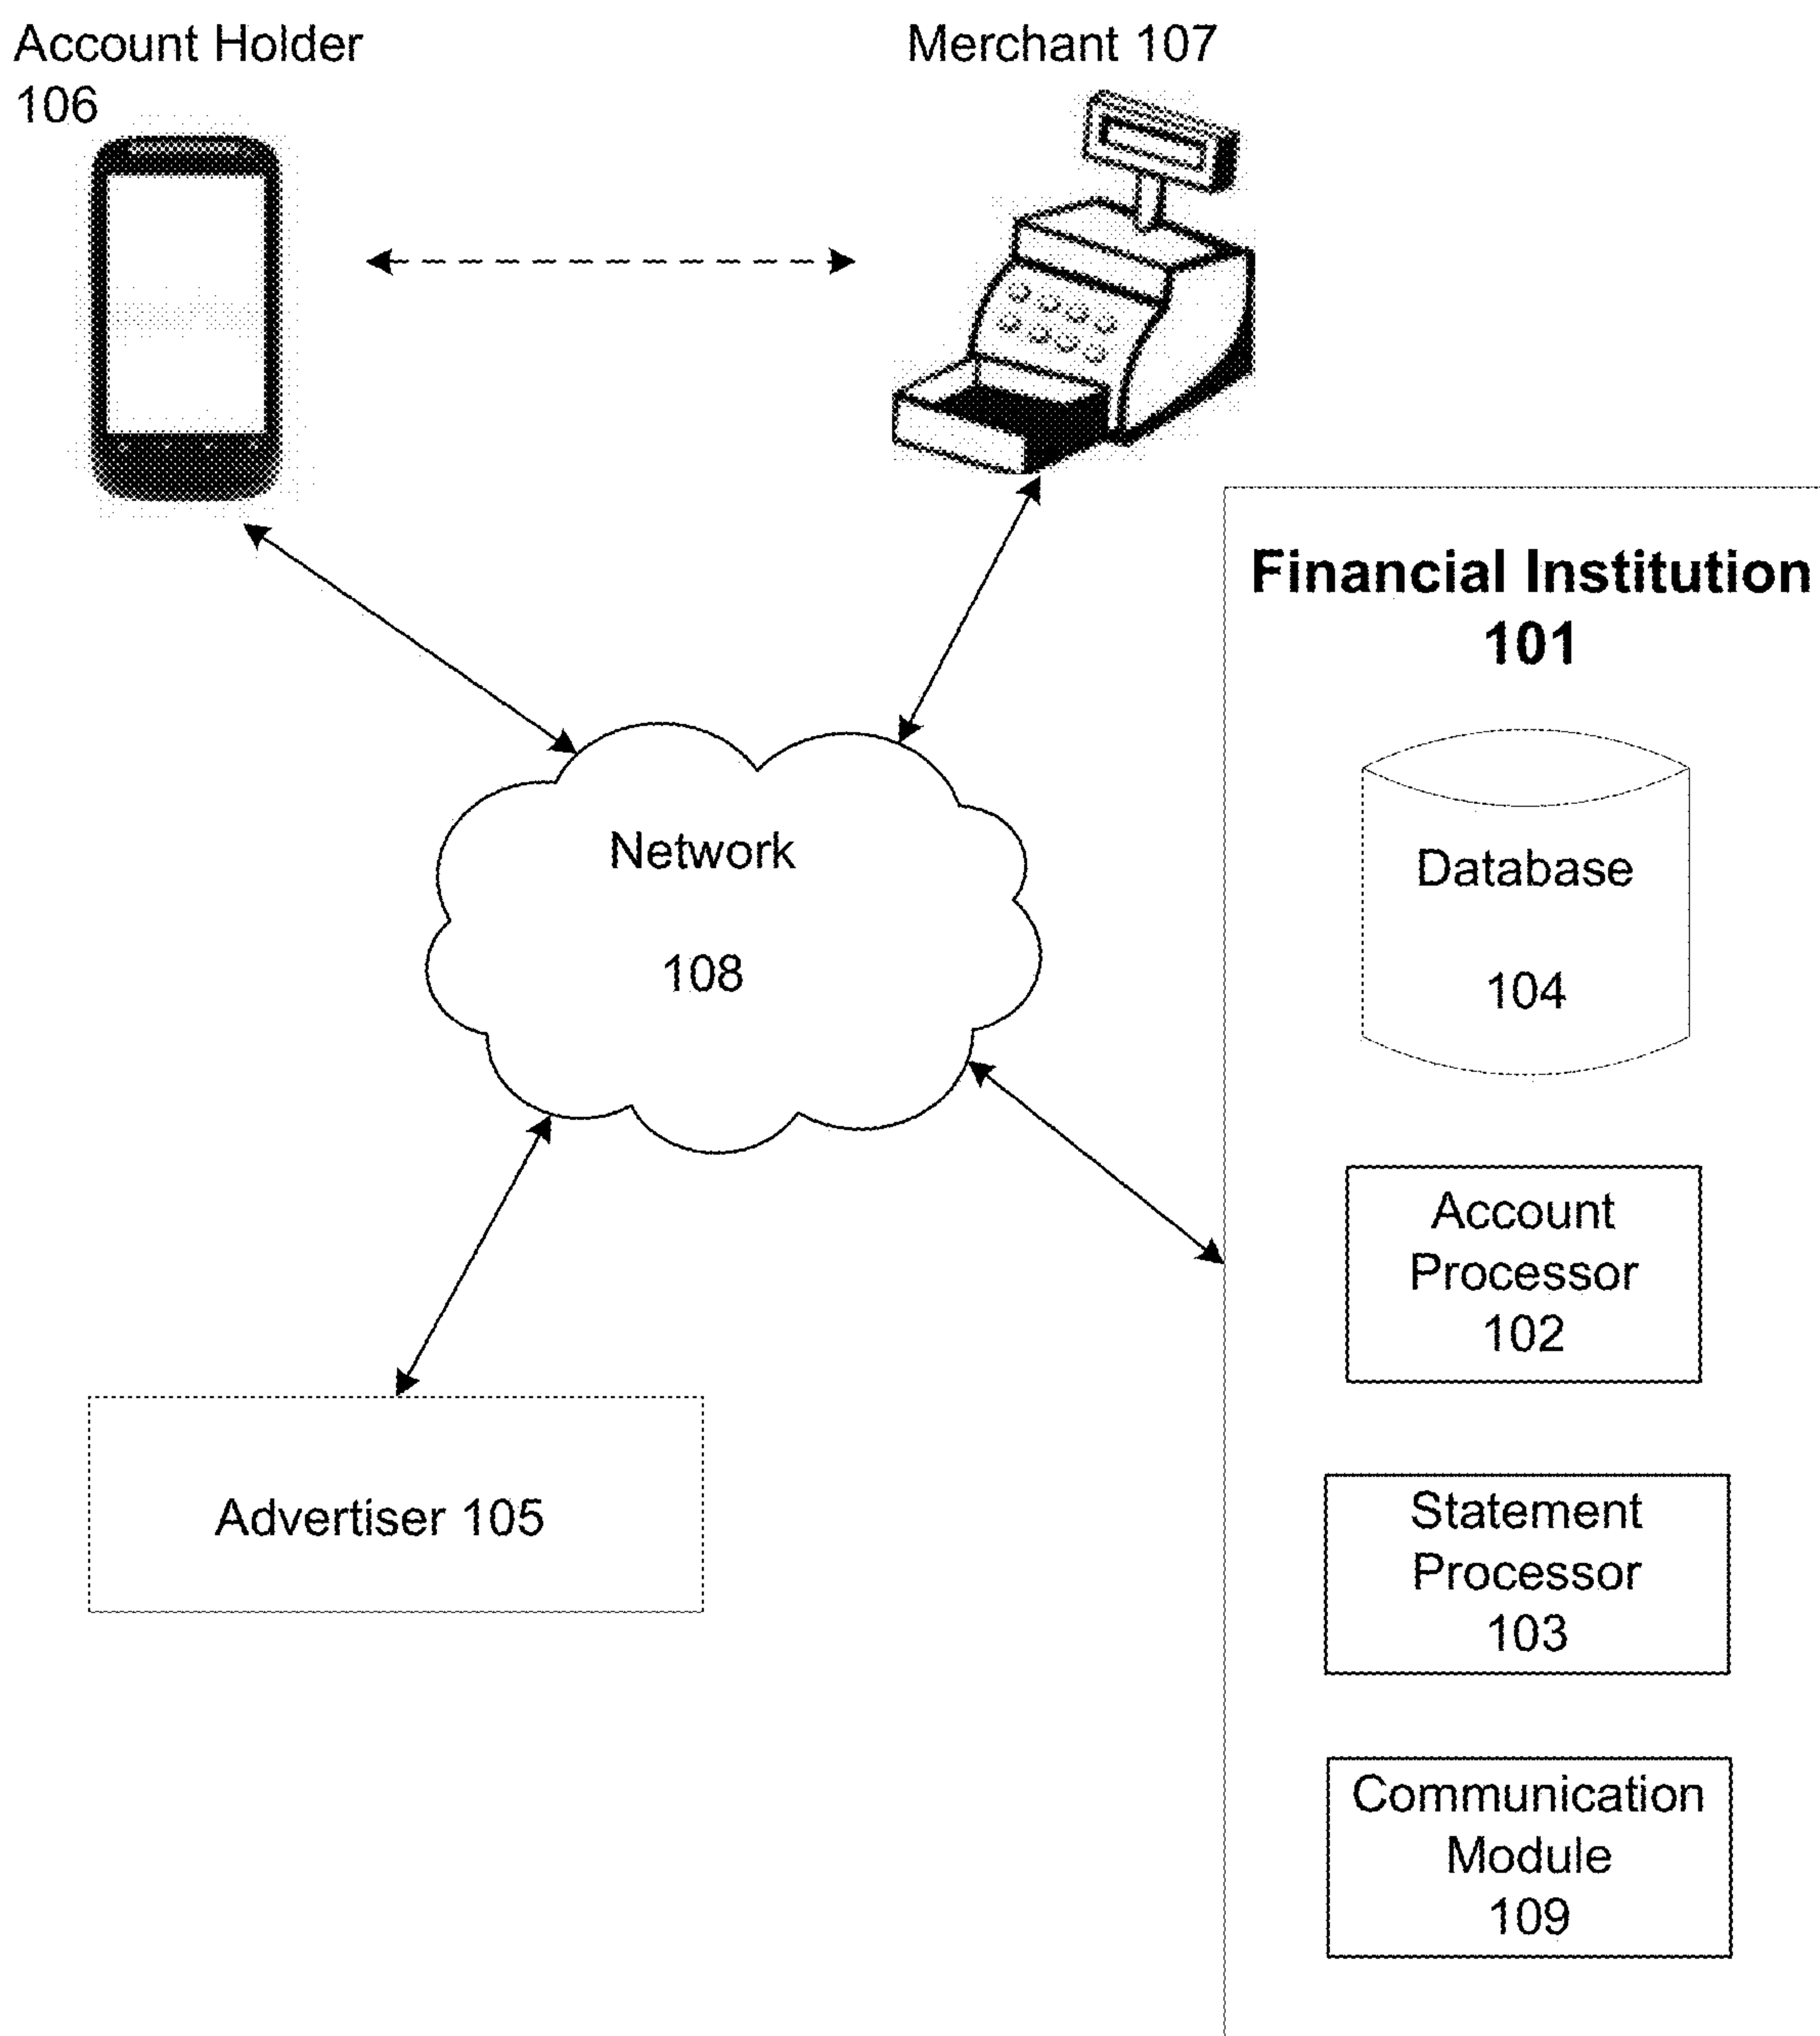 Account Holder
106
Merchant 107
Financial Institution
101
Network
108
Database
104
Account
Processor
102
Advertiser 105
Statement
Processor
103
Communication
Module
109